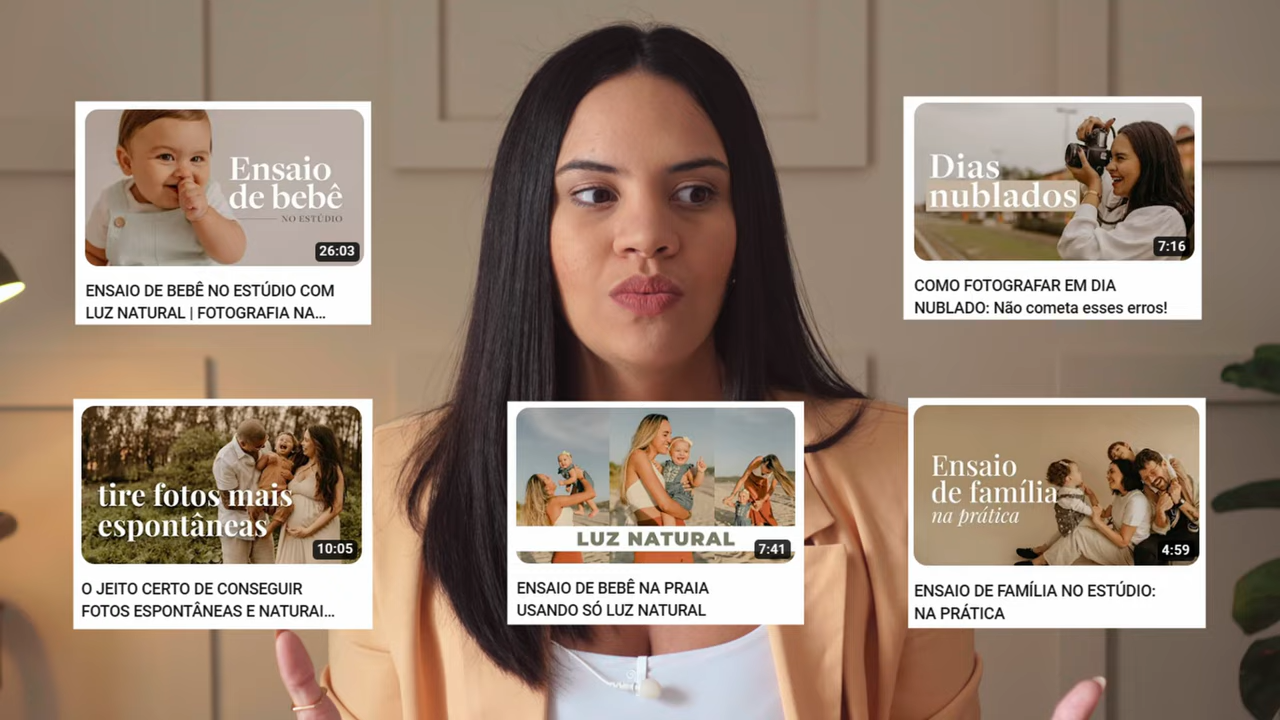 Ensaio
de bebê
NO ESTÚDIO
26:03
ENSAIO DE BEBÊ NO ESTÚDIO COM
LUZ NATURAL | FOTOGRAFIA NA...
Dias
nublados
7:16
COMO FOTOGRAFAR EM DIA
NUBLADO: Não cometa esses erros!
tire fotos mais
espontâneas
10:05
O JEITO CERTO DE CONSEGUIR
FOTOS ESPONTÂNEAS E NATURAI...
LUZ NATURAL
7:41
ENSAIO DE BEBÊ NA PRAIA
USANDO SÓ LUZ NATURAL
Ensaio
de família
na prática
4:59
ENSAIO DE FAMÍLIA NO ESTÚDIO:
NA PRÁTICA